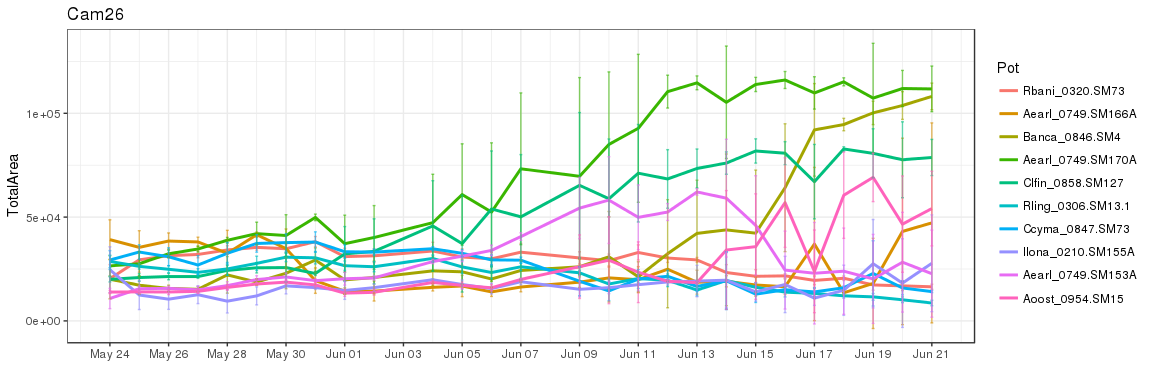 Cam26
TotalArea
1e+05
5e+04
0e+00
May 24 May 26 May 28 May 30 Jun 01 Jun 03 Jun 05 Jun 07 Jun 09 Jun 11 Jun 13 Jun 15 Jun 17 Jun 19 Jun 21
Pot
Rbani_0320.SM73
Aearl_0749.SM166A
Banca_0846.SM4
Aearl_0749.SM170A
Clfin_0858.SM127
Rling_0306.SM13.1
Ccyma_0847.SM73
Ilona_0210.SM155A
Aearl_0749.SM153A
Aoost_0954.SM15